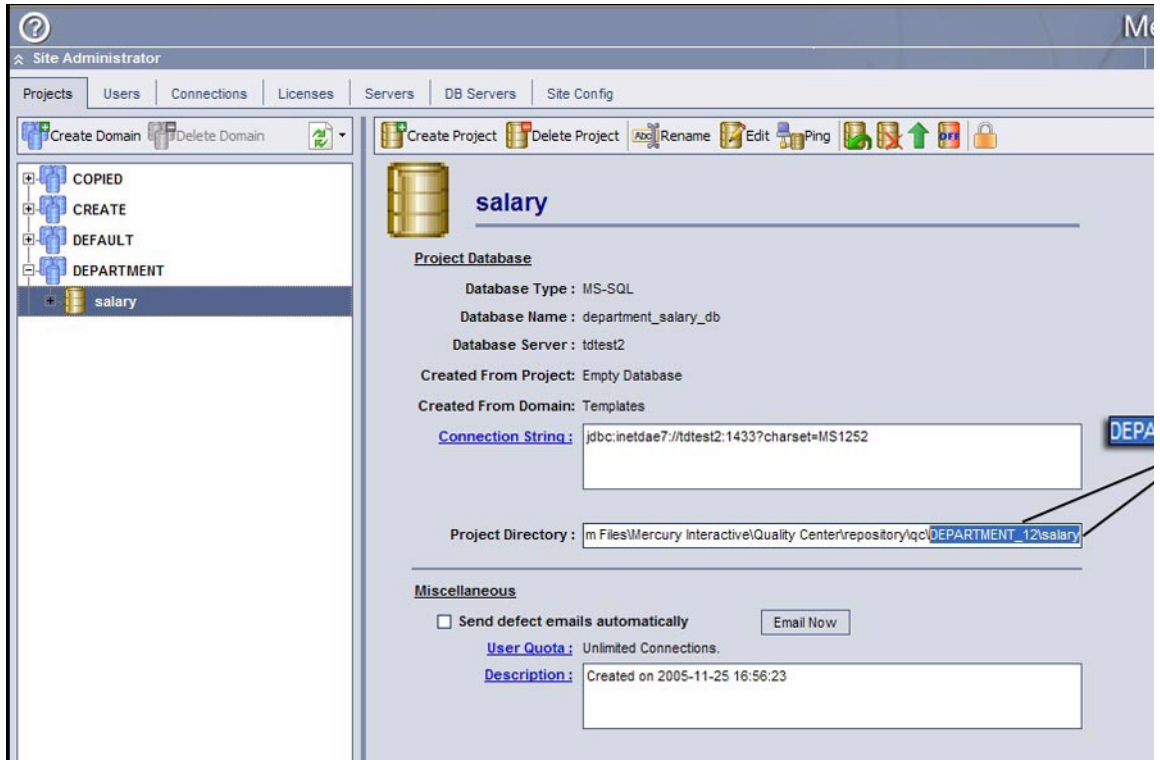 Me
Site Administrator
Projects Users Connections Licenses Servers DB Servers Site Config
Create Domain Delete Domain
Create Project Delete Project Abc Rename Edit Ping OFF
COPIED
CREATE
DEFAULT
DEPARTMENT
salary
salary
Project Database
Database Type : MS-SQL
Database Name : department_salary_db
Database Server : tdtest2
Created From Project: Empty Database
Created From Domain: Templates
Connection String : jdbc:inetdae7://tdtest2:1433?charset=MS1252
DEPA
Project Directory : m Files\Mercury Interactive\Quality Center\repository\qc\DEPARTMENT_12\salary
Miscellaneous
Send defect emails automatically Email Now
User Quota : Unlimited Connections.
Description : Created on 2005-11-25 16:56:23